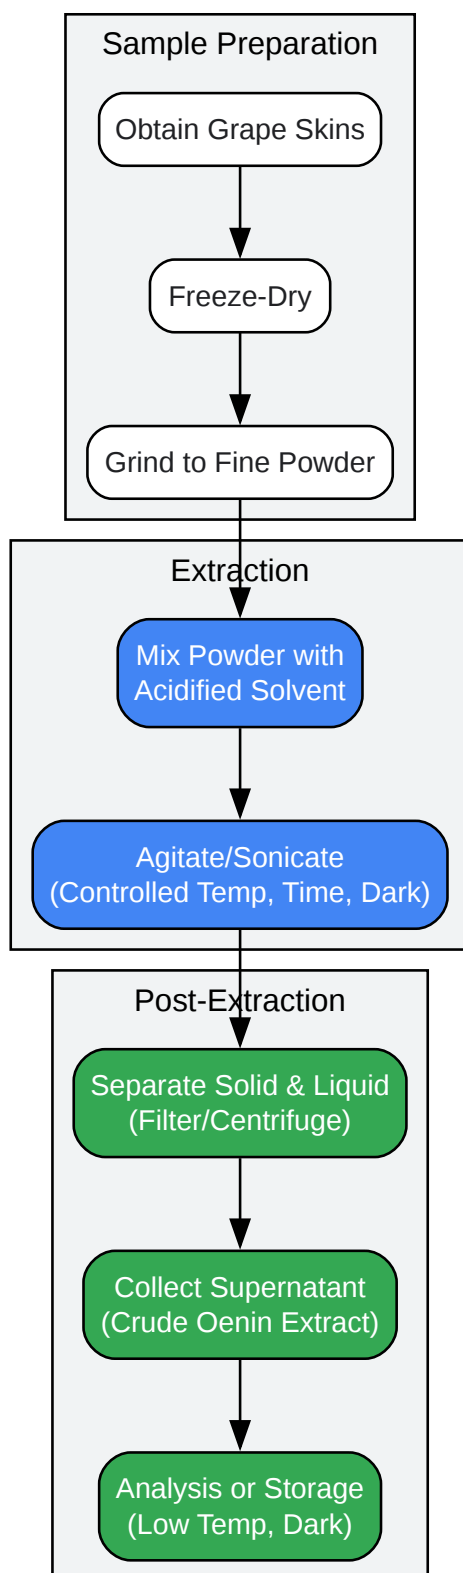 Sample Preparation
Obtain Grape Skins
Freeze-Dry
Grind to Fine Powder
Extraction
Mix Powder with
Acidified Solvent
Agitate/Sonicate
(Controlled Temp, Time, Dark)
Post-Extraction
Separate Solid & Liquid
(Filter/Centrifuge)
Collect Supernatant
(Crude Oenin Extract)
Analysis or Storage
(Low Temp, Dark)